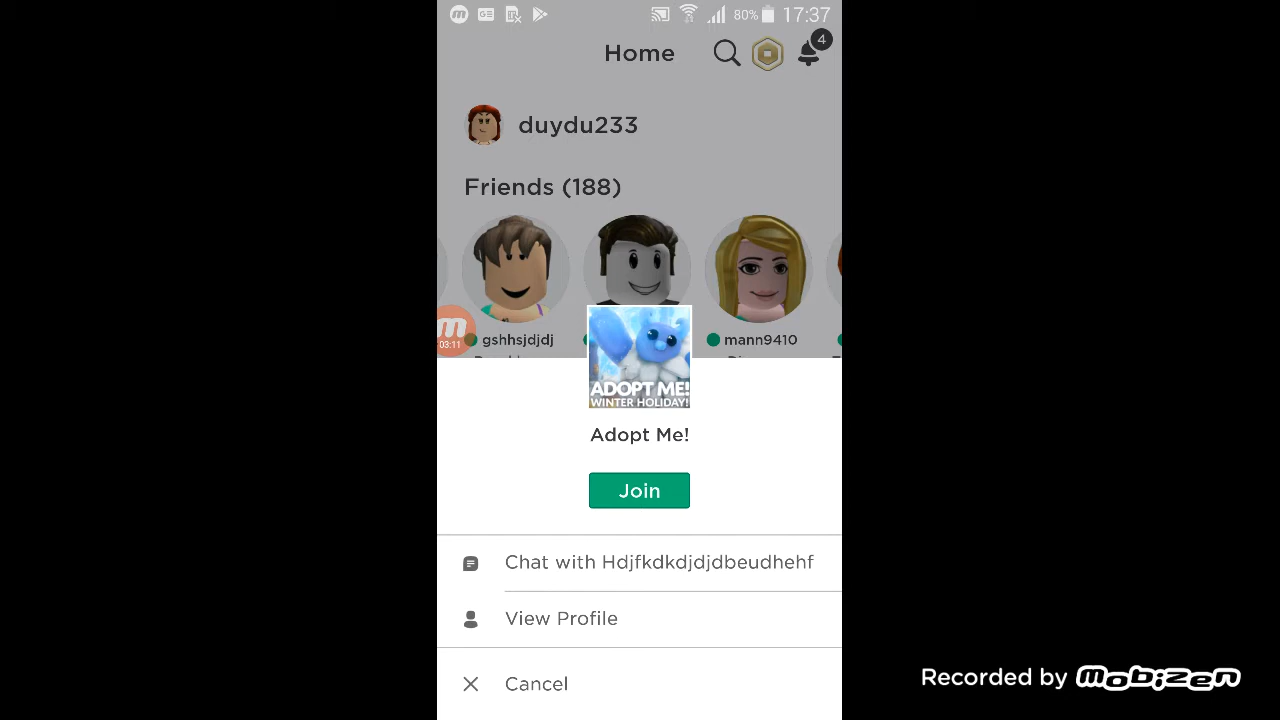 80% 17:37
Home
4
duydu233
Friends (188)
gshhsjdjdj
mann9410
03:11
ADOPT ME!
WINTER HOLIDAY!
Adopt Me!
Join
Chat with Hdjfkdkdjdjdbeudhehf
View Profile
Cancel
Recorded by mobizen